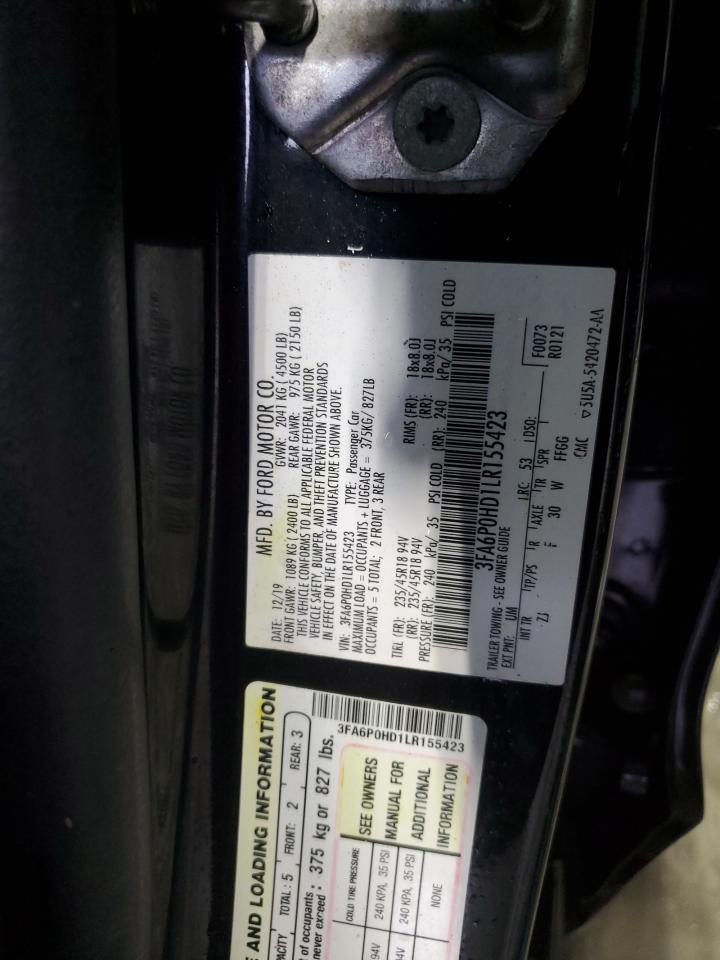 MFD. BY FORD MOTOR CO.
DATE: 12/19 GVWR: 2041 KG ( 4500 LB)
FRONT GAWR: 1089 KG ( 2400 LB) REAR GAWR: 975 KG ( 2150 LB)
THIS VEHICLE CONFORMS TO ALL APPLICABLE FEDERAL MOTOR
VEHICLE SAFETY, BUMPER, AND THEFT PREVENTION STANDARDS
IN EFFECT ON THE DATE OF MANUFACTURE SHOWN ABOVE.
VIN: 3FA6P0HD1LR155423 TYPE: Passenger Car
MAXIMUM LOAD = OCCUPANTS + LUGGAGE = 375KG/ 827LB
OCCUPANTS = 5 TOTAL; 2 FRONT, 3 REAR
TIRE (FR): 235/45R18 94V RIMS (FR): 18x8.0J
(RR): 235/45R18 94V (RR): 18x8.0J
PRESSURE (FR): 240 kPa/ 35 PSI COLD (RR): 240 kPa/ 35 PSI COLD
3FA6P0HD1LR155423
TRAILER TOWING - SEE OWNER GUIDE
EXT PNT: UM LRC: 53 DSO: F0073
INT TR TP/PS R AXLE TR SPR R0121
ZJ F 30 W FFGG
CMC ▽5U5A-5420472-AA
E AND LOADING INFORMATION
PACITY TOTAL : 5 FRONT: 2 REAR: 3
of occupants
never exceed : 375 kg or 827 lbs.
3FA6P0HD1LR155423
COLD TIRE PRESSURE
240 KPA, 35 PSI
240 KPA, 35 PSI
NONE
SEE OWNERS
MANUAL FOR
ADDITIONAL
INFORMATION
94V
94V